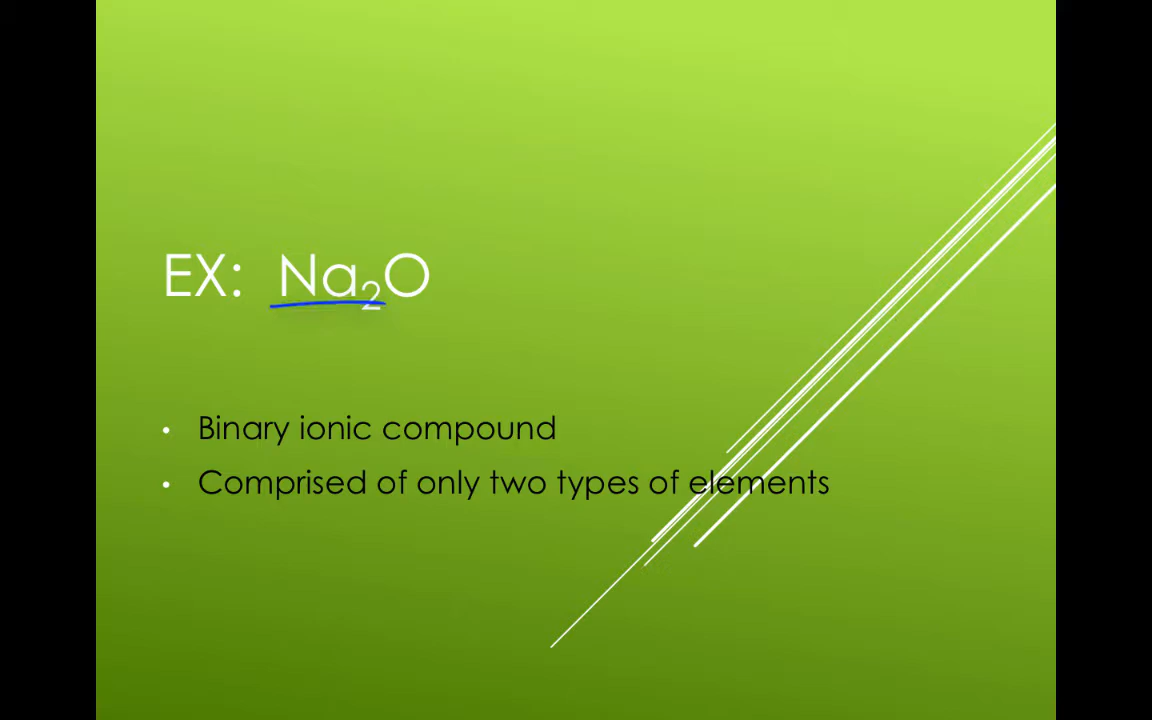 EX: Na₂O
• Binary ionic compound
• Comprised of only two types of elements